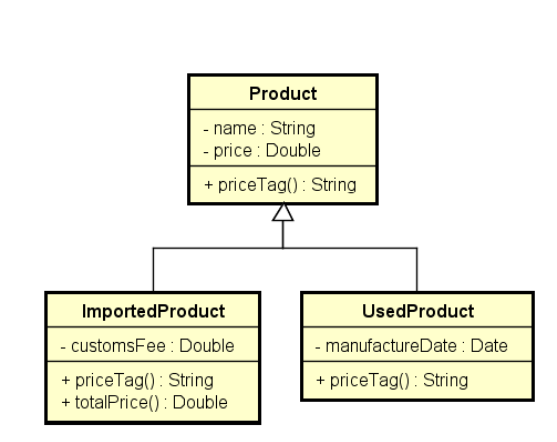 Product
- name : String
- price : Double
+ priceTag() : String
ImportedProduct
- customsFee : Double
+ priceTag() : String
+ totalPrice() : Double
UsedProduct
- manufactureDate : Date
+ priceTag() : String